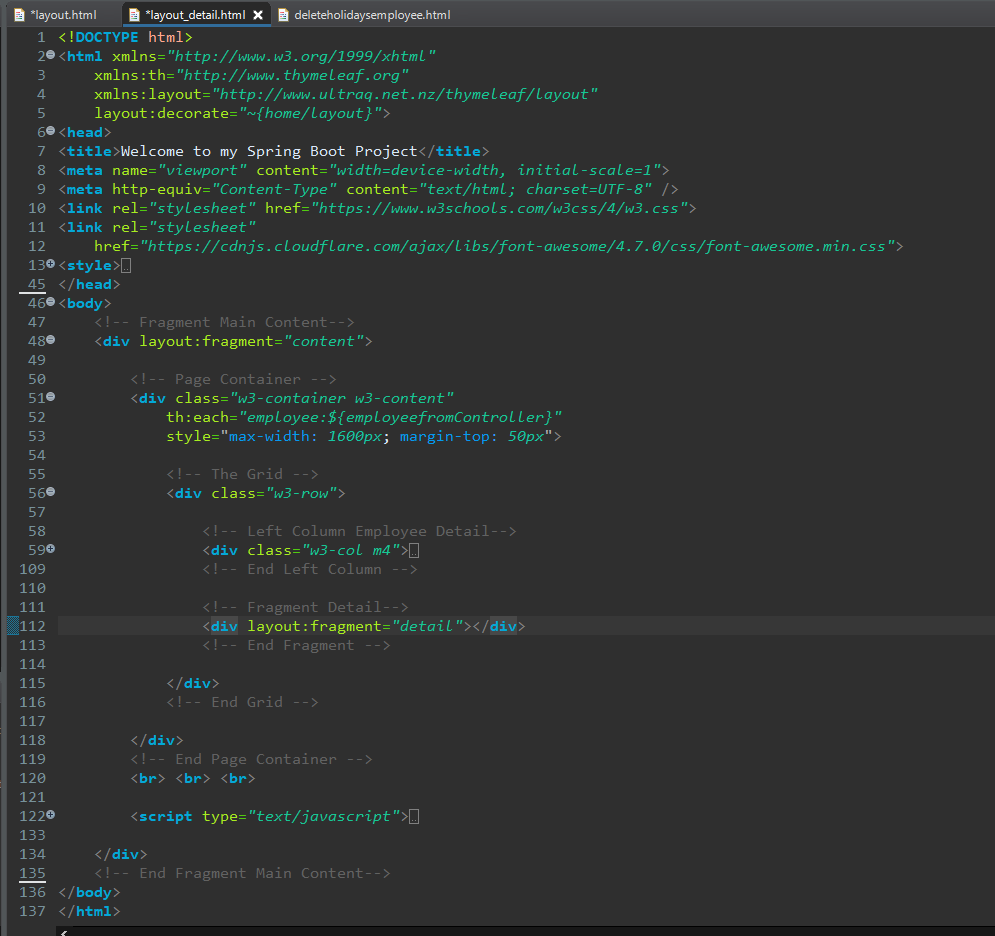 *layout.html *layout_detail.html deleteholidaysemployee.html
1 <!DOCTYPE html>
2 <html xmlns="http://www.w3.org/1999/xhtml"
3 xmlns:th="http://www.thymeleaf.org"
4 xmlns:layout="http://www.ultraq.net.nz/thymeleaf/layout"
5 layout:decorate="~{home/layout}">
6 <head>
7 <title>Welcome to my Spring Boot Project</title>
8 <meta name="viewport" content="width=device-width, initial-scale=1">
9 <meta http-equiv="Content-Type" content="text/html; charset=UTF-8" />
10 <link rel="stylesheet" href="https://www.w3schools.com/w3css/4/w3.css">
11 <link rel="stylesheet"
12 href="https://cdnjs.cloudflare.com/ajax/libs/font-awesome/4.7.0/css/font-awesome.min.css">
13 <style>
45 </head>
46 <body>
47 <!-- Fragment Main Content-->
48 <div layout:fragment="content">
49
50 <!-- Page Container -->
51 <div class="w3-container w3-content"
52 th:each="employee:${employeefromController}"
53 style="max-width: 1600px; margin-top: 50px">
54
55 <!-- The Grid -->
56 <div class="w3-row">
57
58 <!-- Left Column Employee Detail-->
59 <div class="w3-col m4">
109 <!-- End Left Column -->
110
111 <!-- Fragment Detail-->
112 <div layout:fragment="detail"></div>
113 <!-- End Fragment -->
114
115 </div>
116 <!-- End Grid -->
117
118 </div>
119 <!-- End Page Container -->
120 <br> <br> <br>
121
122 <script type="text/javascript">
133
134 </div>
135 <!-- End Fragment Main Content-->
136 </body>
137 </html>